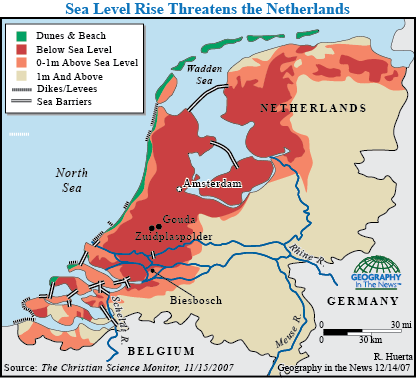 Sea Level Rise Threatens the Netherlands
Dunes & Beach
Below Sea Level
0-1m Above Sea Level
1m And Above
Dikes/Levees
Sea Barriers
Wadden
Sea
NETHERLANDS
North
Sea
Amsterdam
Gouda
Zuidplaspolder
Rhine R.
Biesbosch
Scheldt R.
Meuse R.
GEOGRAPHY
In The News™
GERMANY
BELGIUM
0 30 mi
0 30 km
R. Huerta
Source: The Christian Science Monitor, 11/15/2007
Geography in the News 12/14/07